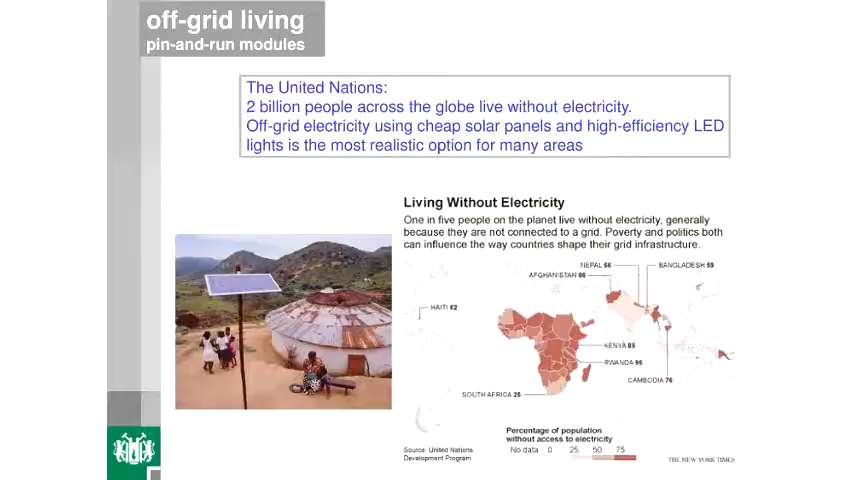 off-grid living
pin-and-run modules
The United Nations:
2 billion people across the globe live without electricity.
Off-grid electricity using cheap solar panels and high-efficiency LED
lights is the most realistic option for many areas
Living Without Electricity
One in five people on the planet live without electricity, generally
because they are not connected to a grid. Poverty and politics both
can influence the way countries shape their grid infrastructure.
NEPAL 56
BANGLADESH 59
AFGHANISTAN 86
HAITI 62
KENYA 85
RWANDA 95
CAMBODIA 76
SOUTH AFRICA 25
Percentage of population
without access to electricity
No data 0 25 50 75
Source: United Nations
Development Program
THE NEW YORK TIMES